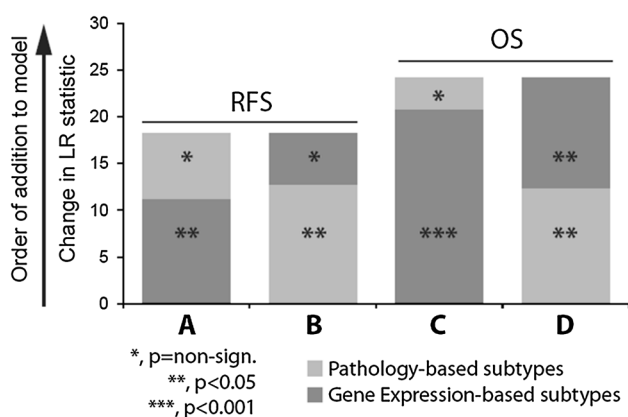 Order of addition to model
Change in LR statistic
30
25
20
15
10
5
0
RFS
OS
*
**
*
**
*
***
**
**
A B C D
*, p=non-sign.
**, p<0.05
***, p<0.001
Pathology-based subtypes
Gene Expression-based subtypes